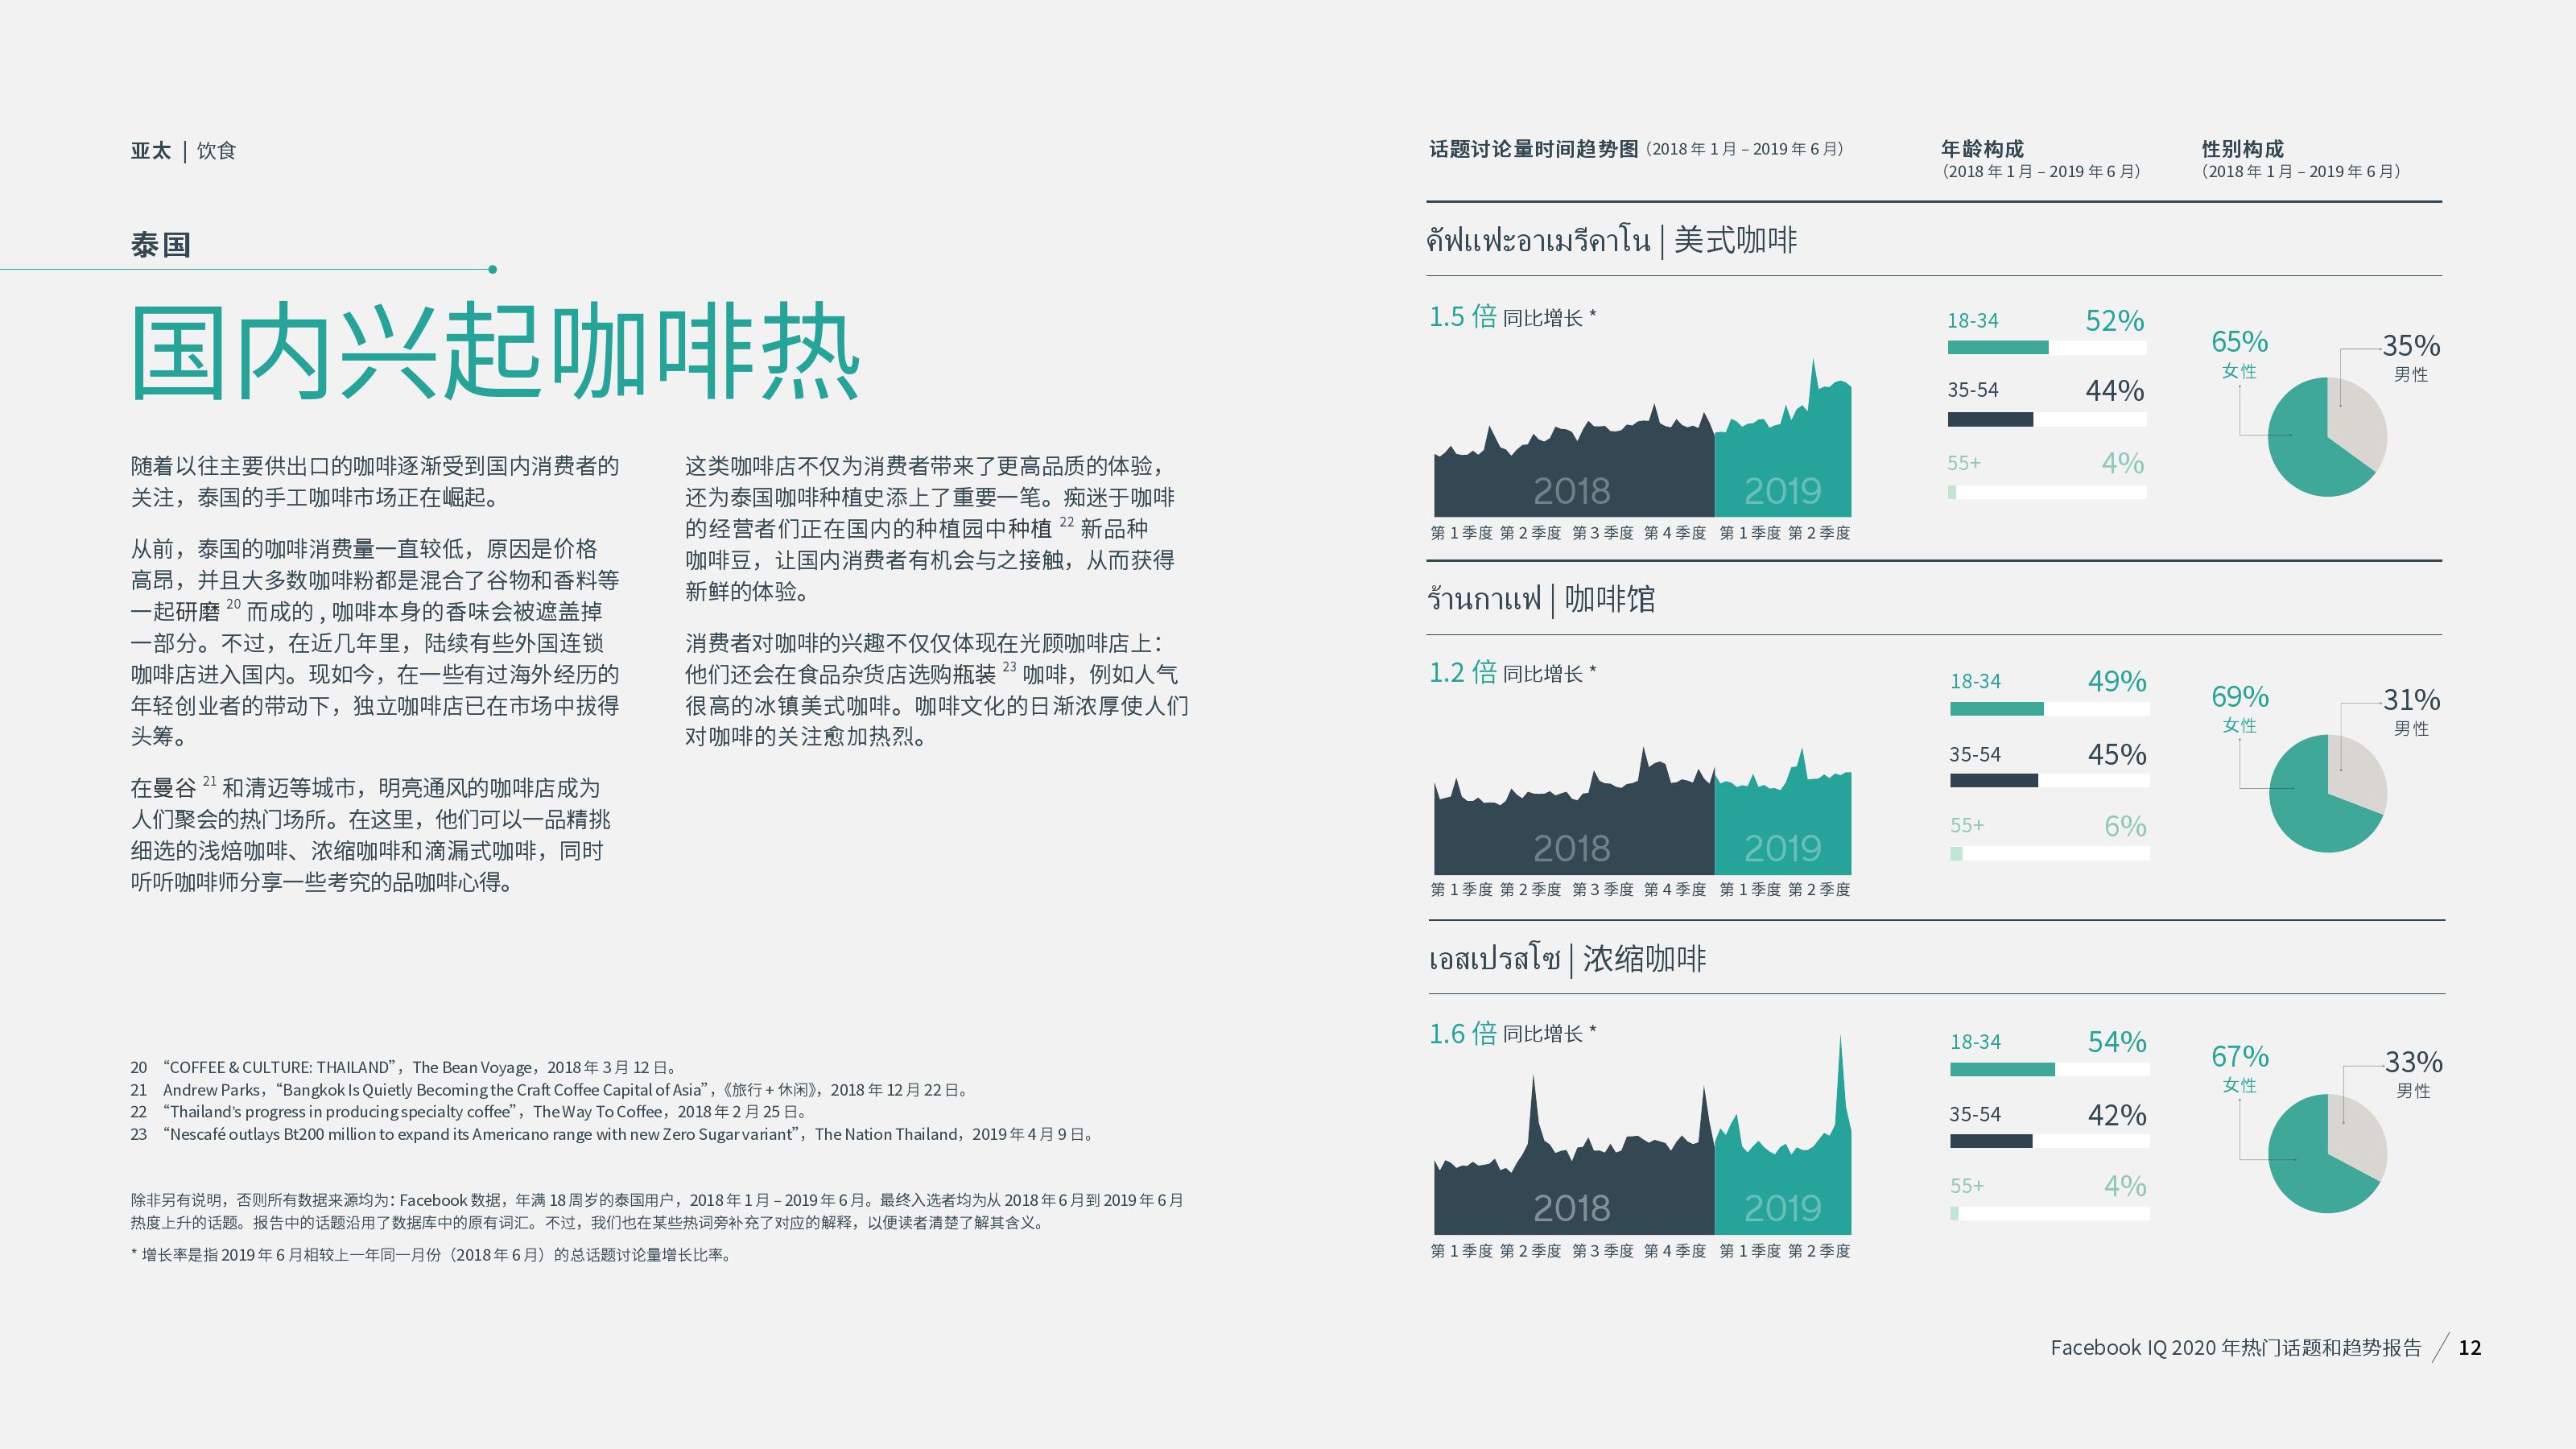 亚太 | 饮食
泰国
国内兴起咖啡热
随着以往主要供出口的咖啡逐渐受到国内消费者的
关注，泰国的手工咖啡市场正在崛起。
从前，泰国的咖啡消费量一直较低，原因是价格
高昂，并且大多数咖啡粉都是混合了谷物和香料等
一起研磨 20 而成的 , 咖啡本身的香味会被遮盖掉
一部分。不过，在近几年里，陆续有些外国连锁
咖啡店进入国内。现如今，在一些有过海外经历的
年轻创业者的带动下，独立咖啡店已在市场中拔得
头筹。
在曼谷 21 和清迈等城市，明亮通风的咖啡店成为
人们聚会的热门场所。在这里，他们可以一品精挑
细选的浅焙咖啡、浓缩咖啡和滴漏式咖啡，同时
听听咖啡师分享一些考究的品咖啡心得。
这类咖啡店不仅为消费者带来了更高品质的体验，
还为泰国咖啡种植史添上了重要一笔。痴迷于咖啡
的经营者们正在国内的种植园中种植 22 新品种
咖啡豆，让国内消费者有机会与之接触，从而获得
新鲜的体验。
消费者对咖啡的兴趣不仅仅体现在光顾咖啡店上：
他们还会在食品杂货店选购瓶装 23 咖啡，例如人气
很高的冰镇美式咖啡。咖啡文化的日渐浓厚使人们
对咖啡的关注愈加热烈。
20 “COFFEE & CULTURE: THAILAND”，The Bean Voyage，2018 年 3 月 12 日。
21 Andrew Parks，“Bangkok Is Quietly Becoming the Craft Coffee Capital of Asia”，《旅行 + 休闲》，2018 年 12 月 22 日。
22 “Thailand's progress in producing specialty coffee”，The Way To Coffee，2018 年 2 月 25 日。
23 “Nescafé outlays Bt200 million to expand its Americano range with new Zero Sugar variant”，The Nation Thailand，2019 年 4 月 9 日。
除非另有说明，否则所有数据来源均为：Facebook 数据，年满 18 周岁的泰国用户，2018 年 1 月 – 2019 年 6 月。最终入选者均为从 2018 年 6 月到 2019 年 6 月
热度上升的话题。报告中的话题沿用了数据库中的原有词汇。不过，我们也在某些热词旁补充了对应的解释，以便读者清楚了解其含义。
* 增长率是指 2019 年 6 月相较上一年同一月份（2018 年 6 月）的总话题讨论量增长比率。
话题讨论量时间趋势图（2018 年 1 月 – 2019 年 6 月）
年龄构成
（2018 年 1 月 – 2019 年 6 月）
性别构成
（2018 年 1 月 – 2019 年 6 月）
คัฟแฟะอาเมรีคาโน | 美式咖啡
1.5 倍 同比增长 *
2018 2019
第 1 季度 第 2 季度 第 3 季度 第 4 季度 第 1 季度 第 2 季度
18-34 52%
35-54 44%
55+ 4%
65%
女性
35%
男性
ร้านกาแฟ | 咖啡馆
1.2 倍 同比增长 *
2018 2019
第 1 季度 第 2 季度 第 3 季度 第 4 季度 第 1 季度 第 2 季度
18-34 49%
35-54 45%
55+ 6%
69%
女性
31%
男性
เอสเปรสโซ | 浓缩咖啡
1.6 倍 同比增长 *
2018 2019
第 1 季度 第 2 季度 第 3 季度 第 4 季度 第 1 季度 第 2 季度
18-34 54%
35-54 42%
55+ 4%
67%
女性
33%
男性
Facebook IQ 2020 年热门话题和趋势报告 / 12